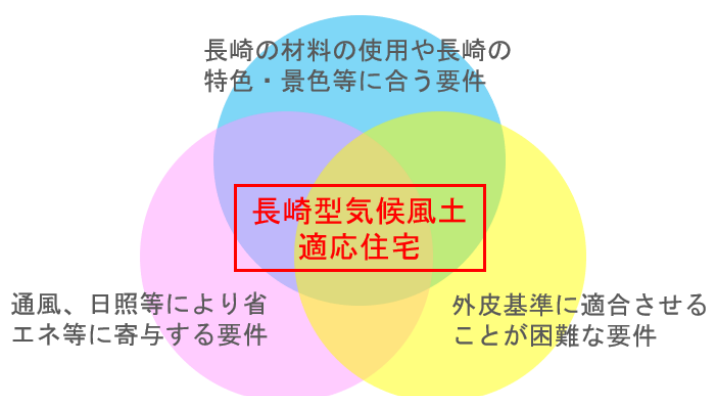 長崎の材料の使用や長崎の
特色・景色等に合う要件
長崎型気候風土
適応住宅
通風、日照等により省
エネ等に寄与する要件
外皮基準に適合させる
ことが困難な要件